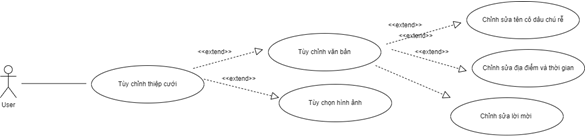 Chỉnh sửa tên cô dâu chú rể
<<extend>>
<<extend>>
Tùy chỉnh văn bản
<<extend>>
<<extend>>
Chỉnh sửa địa điểm và thời gian
Tùy chỉnh thiệp cưới
<<extend>>
User
Tùy chọn hình ảnh
Chỉnh sửa lời mời